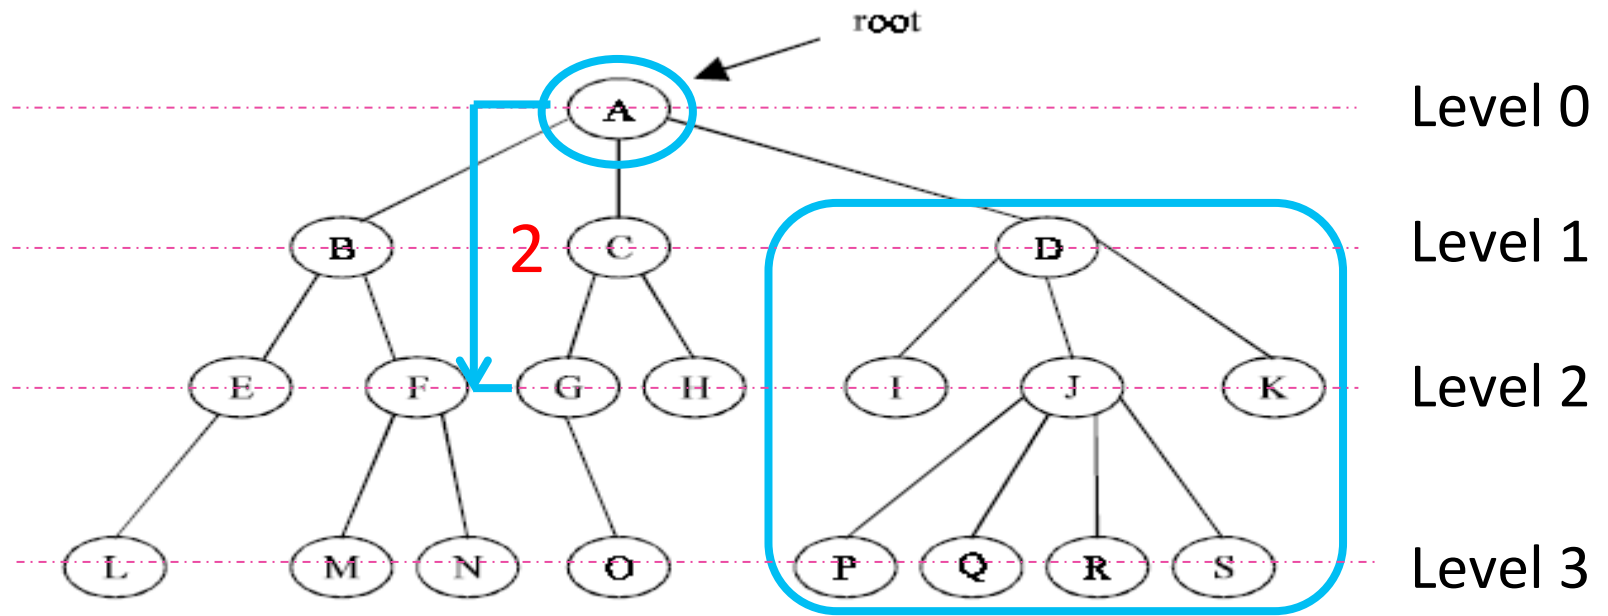 root
A Level 0
B 2 C D Level 1
E F G H I J K Level 2
L M N O P Q R S Level 3